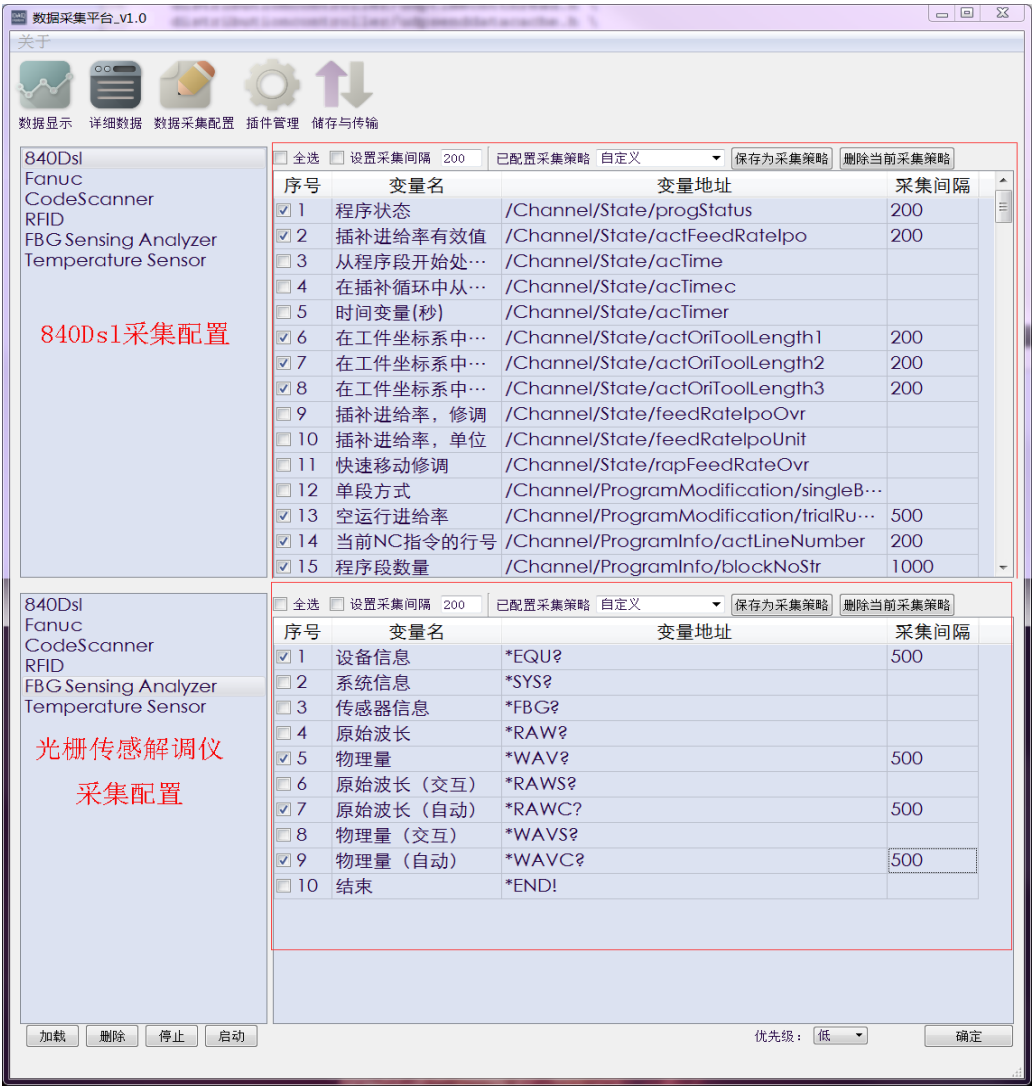 数据采集平台_v1.0
关于
数据显示 详细数据 数据采集配置 插件管理 储存与传输
840Dsl
Fanuc
CodeScanner
RFID
FBG Sensing Analyzer
Temperature Sensor
840Dsl采集配置
全选 设置采集间隔 200 已配置采集策略 自定义 保存为采集策略 删除当前采集策略
序号 变量名 变量地址 采集间隔
1 程序状态 /Channel/State/progStatus 200
2 插补进给率有效值 /Channel/State/actFeedRateIpo 200
3 从程序段开始处… /Channel/State/acTime
4 在插补循环中从… /Channel/State/acTimec
5 时间变量(秒) /Channel/State/acTimer
6 在工件坐标系中… /Channel/State/actOriToolLength1 200
7 在工件坐标系中… /Channel/State/actOriToolLength2 200
8 在工件坐标系中… /Channel/State/actOriToolLength3 200
9 插补进给率，修调 /Channel/State/feedRateIpoOvr
10 插补进给率，单位 /Channel/State/feedRateIpoUnit
11 快速移动修调 /Channel/State/rapFeedRateOvr
12 单段方式 /Channel/ProgramModification/singleB…
13 空运行进给率 /Channel/ProgramModification/trialRu… 500
14 当前NC指令的行号 /Channel/ProgramInfo/actLineNumber 200
15 程序段数量 /Channel/ProgramInfo/blockNoStr 1000
840Dsl
Fanuc
CodeScanner
RFID
FBG Sensing Analyzer
Temperature Sensor
光栅传感解调仪
采集配置
全选 设置采集间隔 200 已配置采集策略 自定义 保存为采集策略 删除当前采集策略
序号 变量名 变量地址 采集间隔
1 设备信息 *EQU? 500
2 系统信息 *SYS?
3 传感器信息 *FBG?
4 原始波长 *RAW?
5 物理量 *WAV? 500
6 原始波长（交互） *RAWS?
7 原始波长（自动） *RAWC? 500
8 物理量（交互） *WAVS?
9 物理量（自动） *WAVC? 500
10 结束 *END!
加载 删除 停止 启动 优先级： 低 确定